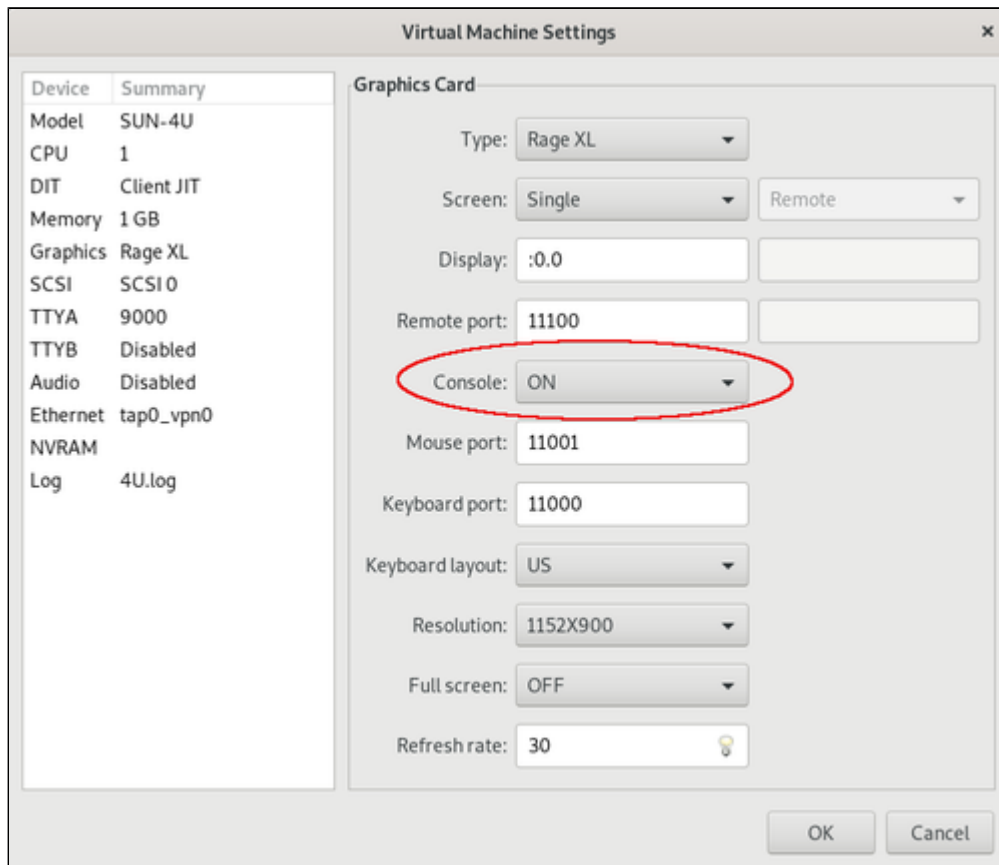 Virtual Machine Settings ×
Device Summary
Model SUN-4U
CPU 1
DIT Client JIT
Memory 1 GB
Graphics Rage XL
SCSI SCSI 0
TTYA 9000
TTYB Disabled
Audio Disabled
Ethernet tap0_vpn0
NVRAM
Log 4U.log
Graphics Card
Type: Rage XL
Screen: Single Remote
Display: :0.0
Remote port: 11100
Console: ON
Mouse port: 11001
Keyboard port: 11000
Keyboard layout: US
Resolution: 1152X900
Full screen: OFF
Refresh rate: 30
OK Cancel